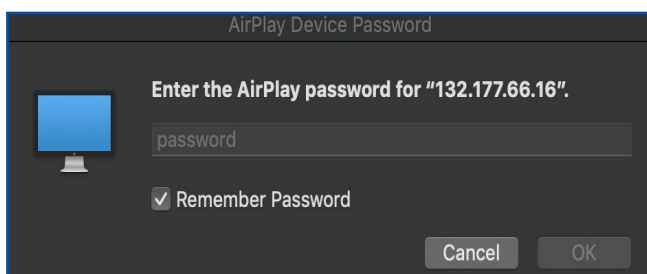 AirPlay Device Password
Enter the AirPlay password for “132.177.66.16”.
password
Remember Password
Cancel OK